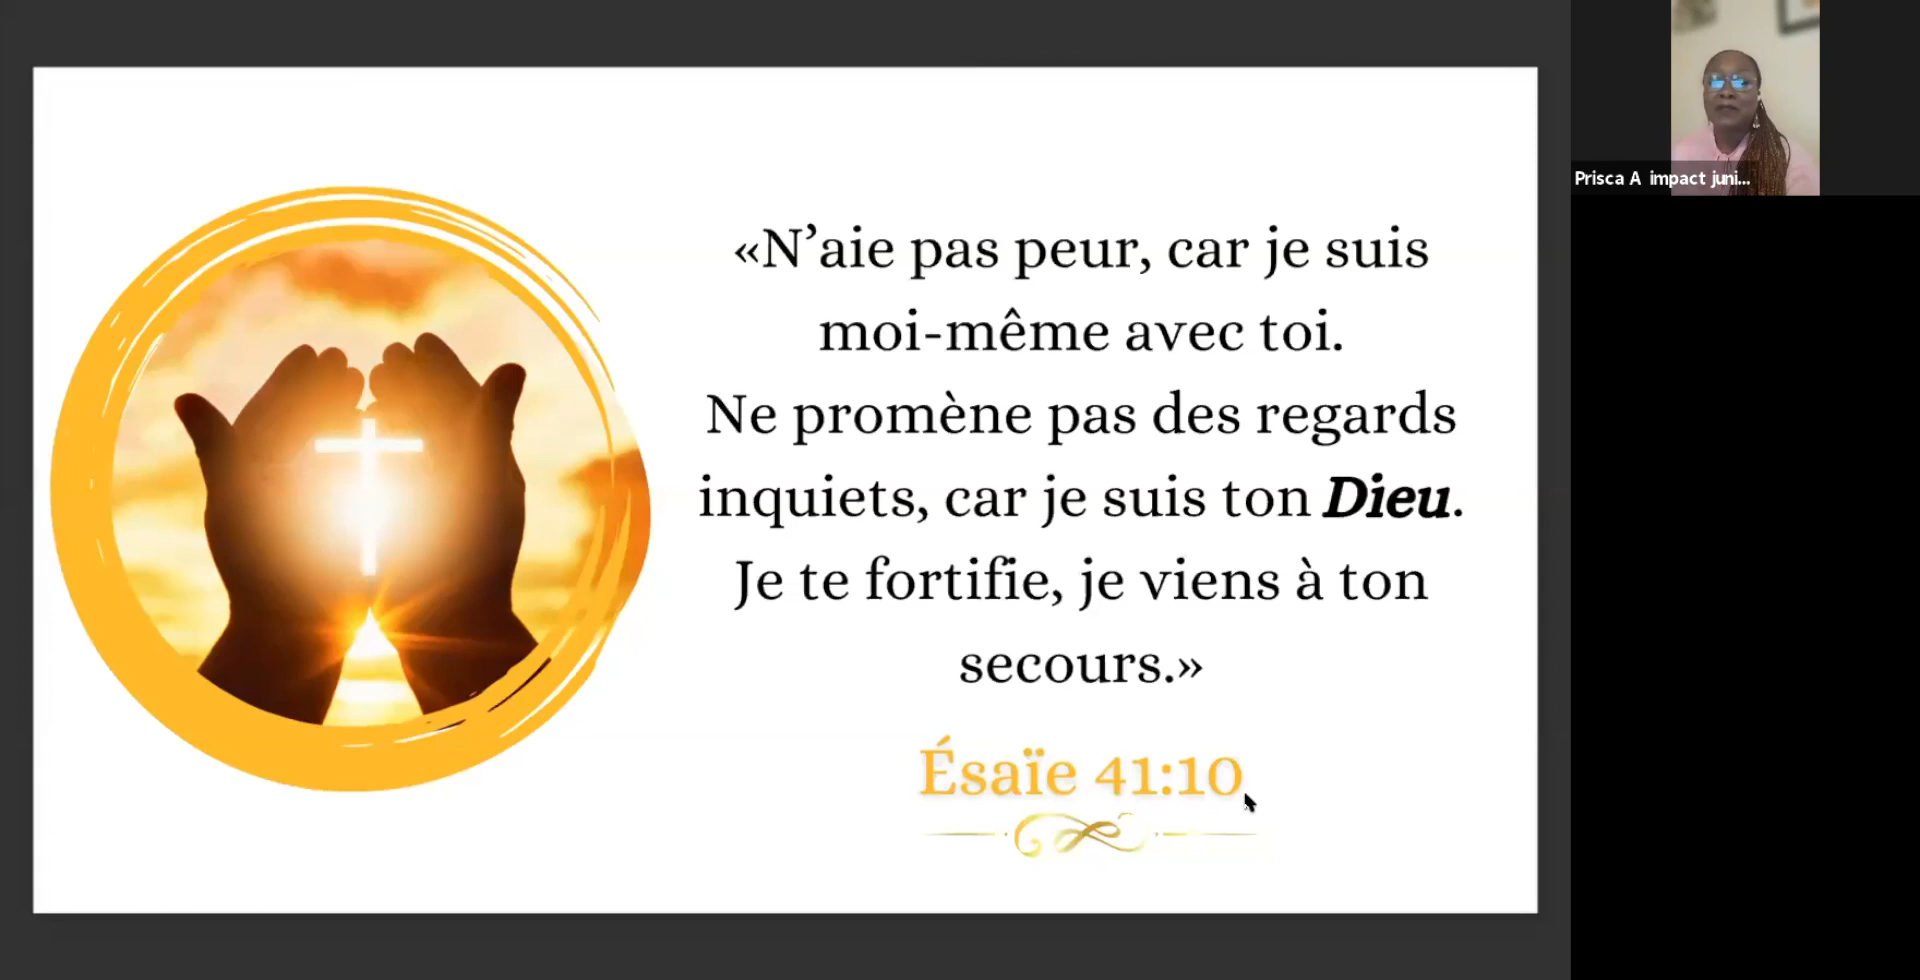 «N’aie pas peur, car je suis
moi-même avec toi.
Ne promène pas des regards
inquiets, car je suis ton Dieu.
Je te fortifie, je viens à ton
secours.»
Ésaïe 41:10
Prisca A impact juni...